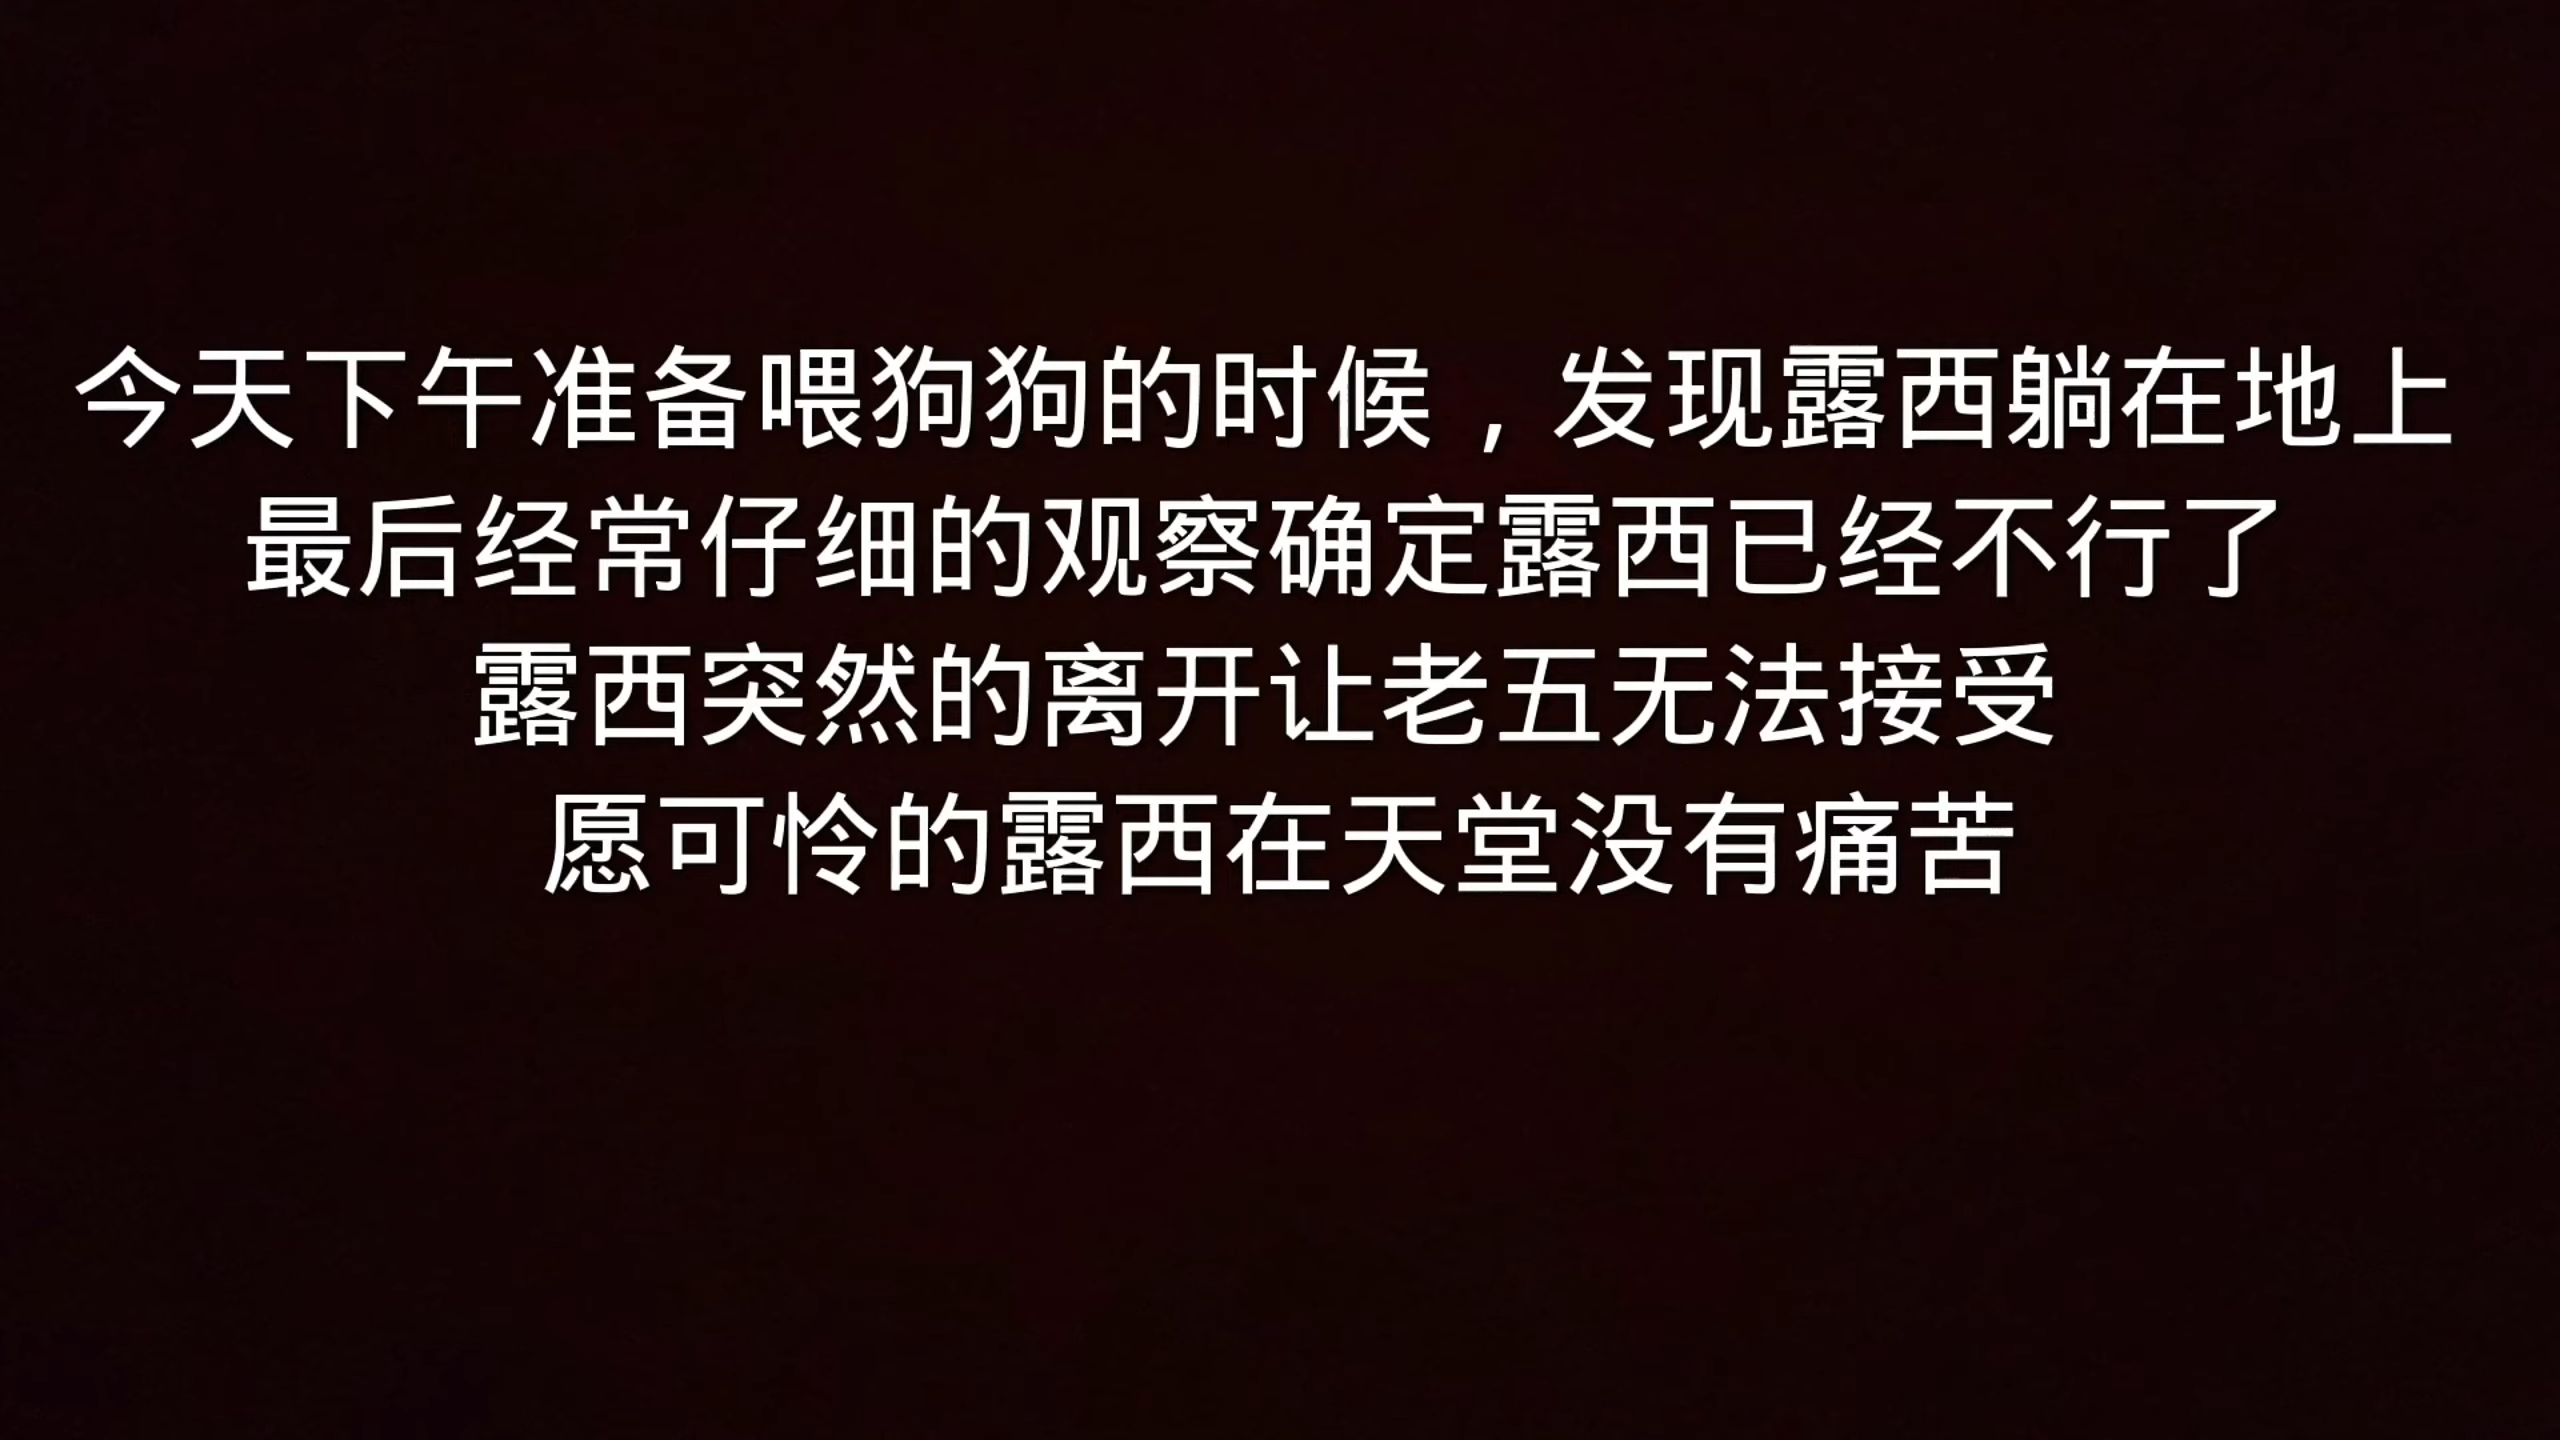 今天下午准备喂狗狗的时候，发现露西躺在地上
最后经常仔细的观察确定露西已经不行了
露西突然的离开让老五无法接受
愿可怜的露西在天堂没有痛苦